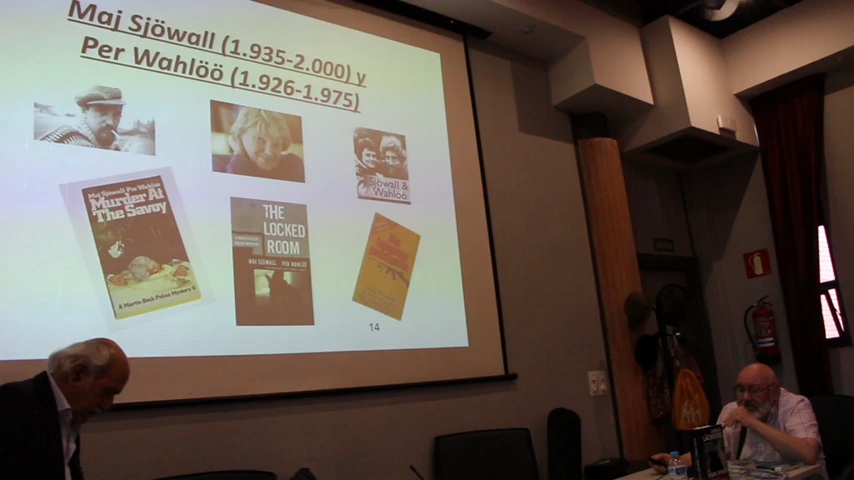 Maj Sjöwall (1.935-2.000) y
Per Wahlöö (1.926-1.975)
Sjöwall &
Wahlöö
Maj Sjöwall Per Wahlöö
Murder At
The Savoy
A Martin Beck Police Mystery
THE
LOCKED
ROOM
MAJ SJÖWALL PER WAHLÖÖ
14